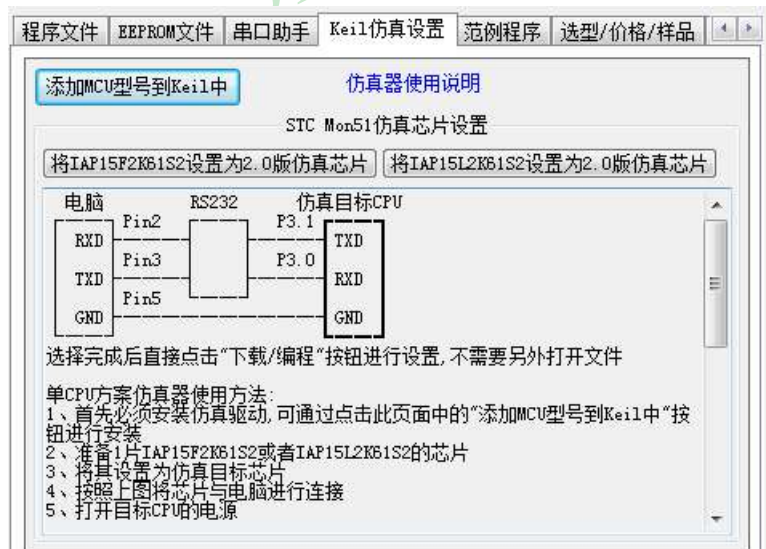 程序文件 EEPROM文件 串口助手 Keil仿真设置 范例程序 选型/价格/样品
添加MCU型号到Keil中 仿真器使用说明
STC Mon51仿真芯片设置
将IAP15F2K61S2设置为2.0版仿真芯片 将IAP15L2K61S2设置为2.0版仿真芯片
电脑 RS232 仿真目标CPU
Pin2 P3.1
RXD TXD
Pin3 P3.0
TXD RXD
Pin5
GND GND
选择完成后直接点击"下载/编程"按钮进行设置,不需要另外打开文件
单CPU方案仿真器使用方法:
1、首先必须安装仿真驱动,可通过点击此页面中的"添加MCU型号到Keil中"按
钮进行安装
2、准备1片IAP15F2K61S2或者IAP15L2K61S2的芯片
3、将其设置为仿真目标芯片
4、按照上图将芯片与电脑进行连接
5、打开目标CPU的电源